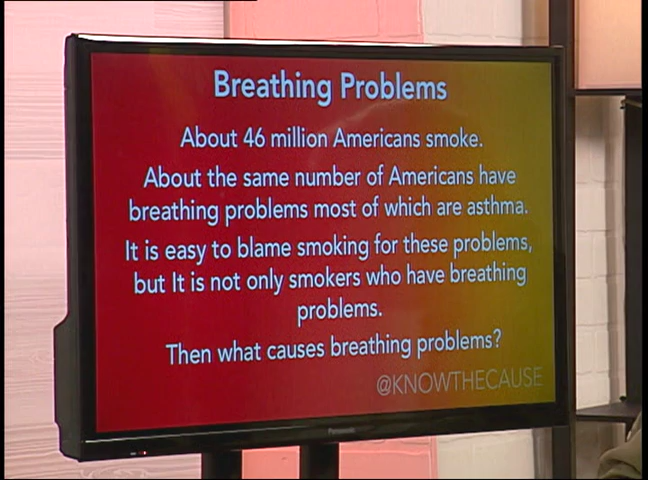 Breathing Problems
About 46 million Americans smoke.
About the same number of Americans have
breathing problems most of which are asthma.
It is easy to blame smoking for these problems,
but It is not only smokers who have breathing
problems.
Then what causes breathing problems?
@KNOWTHECAUSE
Panasonic